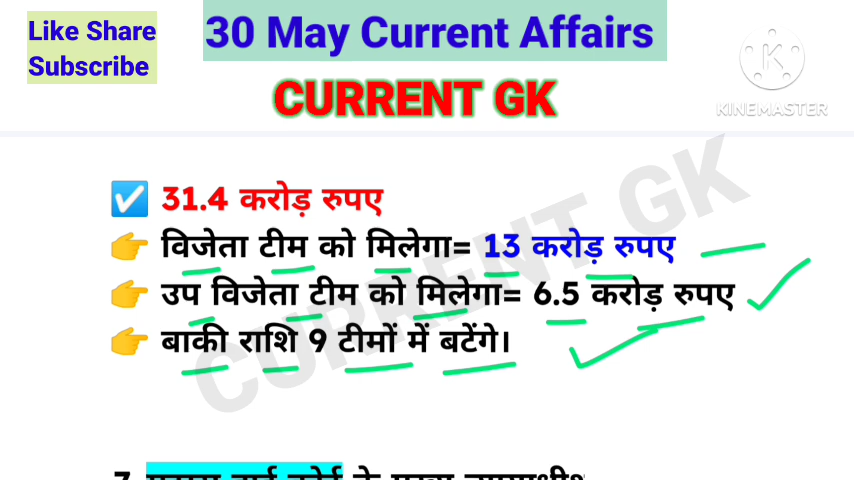 Like Share
Subscribe
30 May Current Affairs
CURRENT GK
KINEMASTER
31.4 करोड़ रुपए
विजेता टीम को मिलेगा= 13 करोड़ रुपए
उप विजेता टीम को मिलेगा= 6.5 करोड़ रुपए
बाकी राशि 9 टीमों में बटेंगे।
CURRENT GK
7